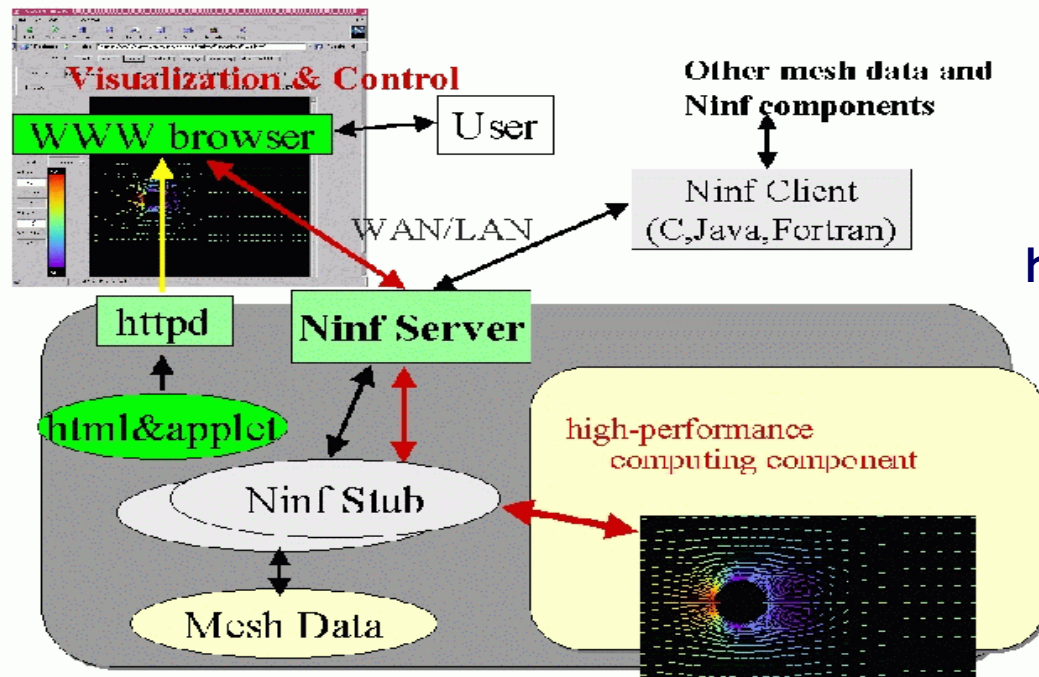 Visualization & Control
Other mesh data and
Ninf components
WWW browser
User
Ninf Client
(C,Java,Fortran)
WAN/LAN
h
httpd
Ninf Server
html&applet
high-performance
computing component
Ninf Stub
Mesh Data